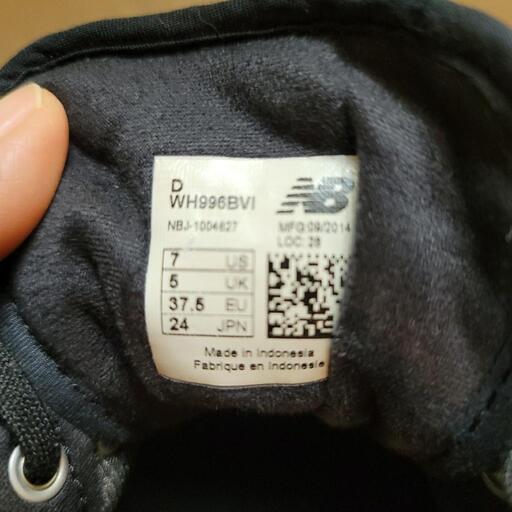 D
WH996BVI
NB
NBJ-1004627
MFG:09/2014
LOC: 28
7 US
5 UK
37.5 EU
24 JPN
Made in Indonesia
Fabrique en Indonesie